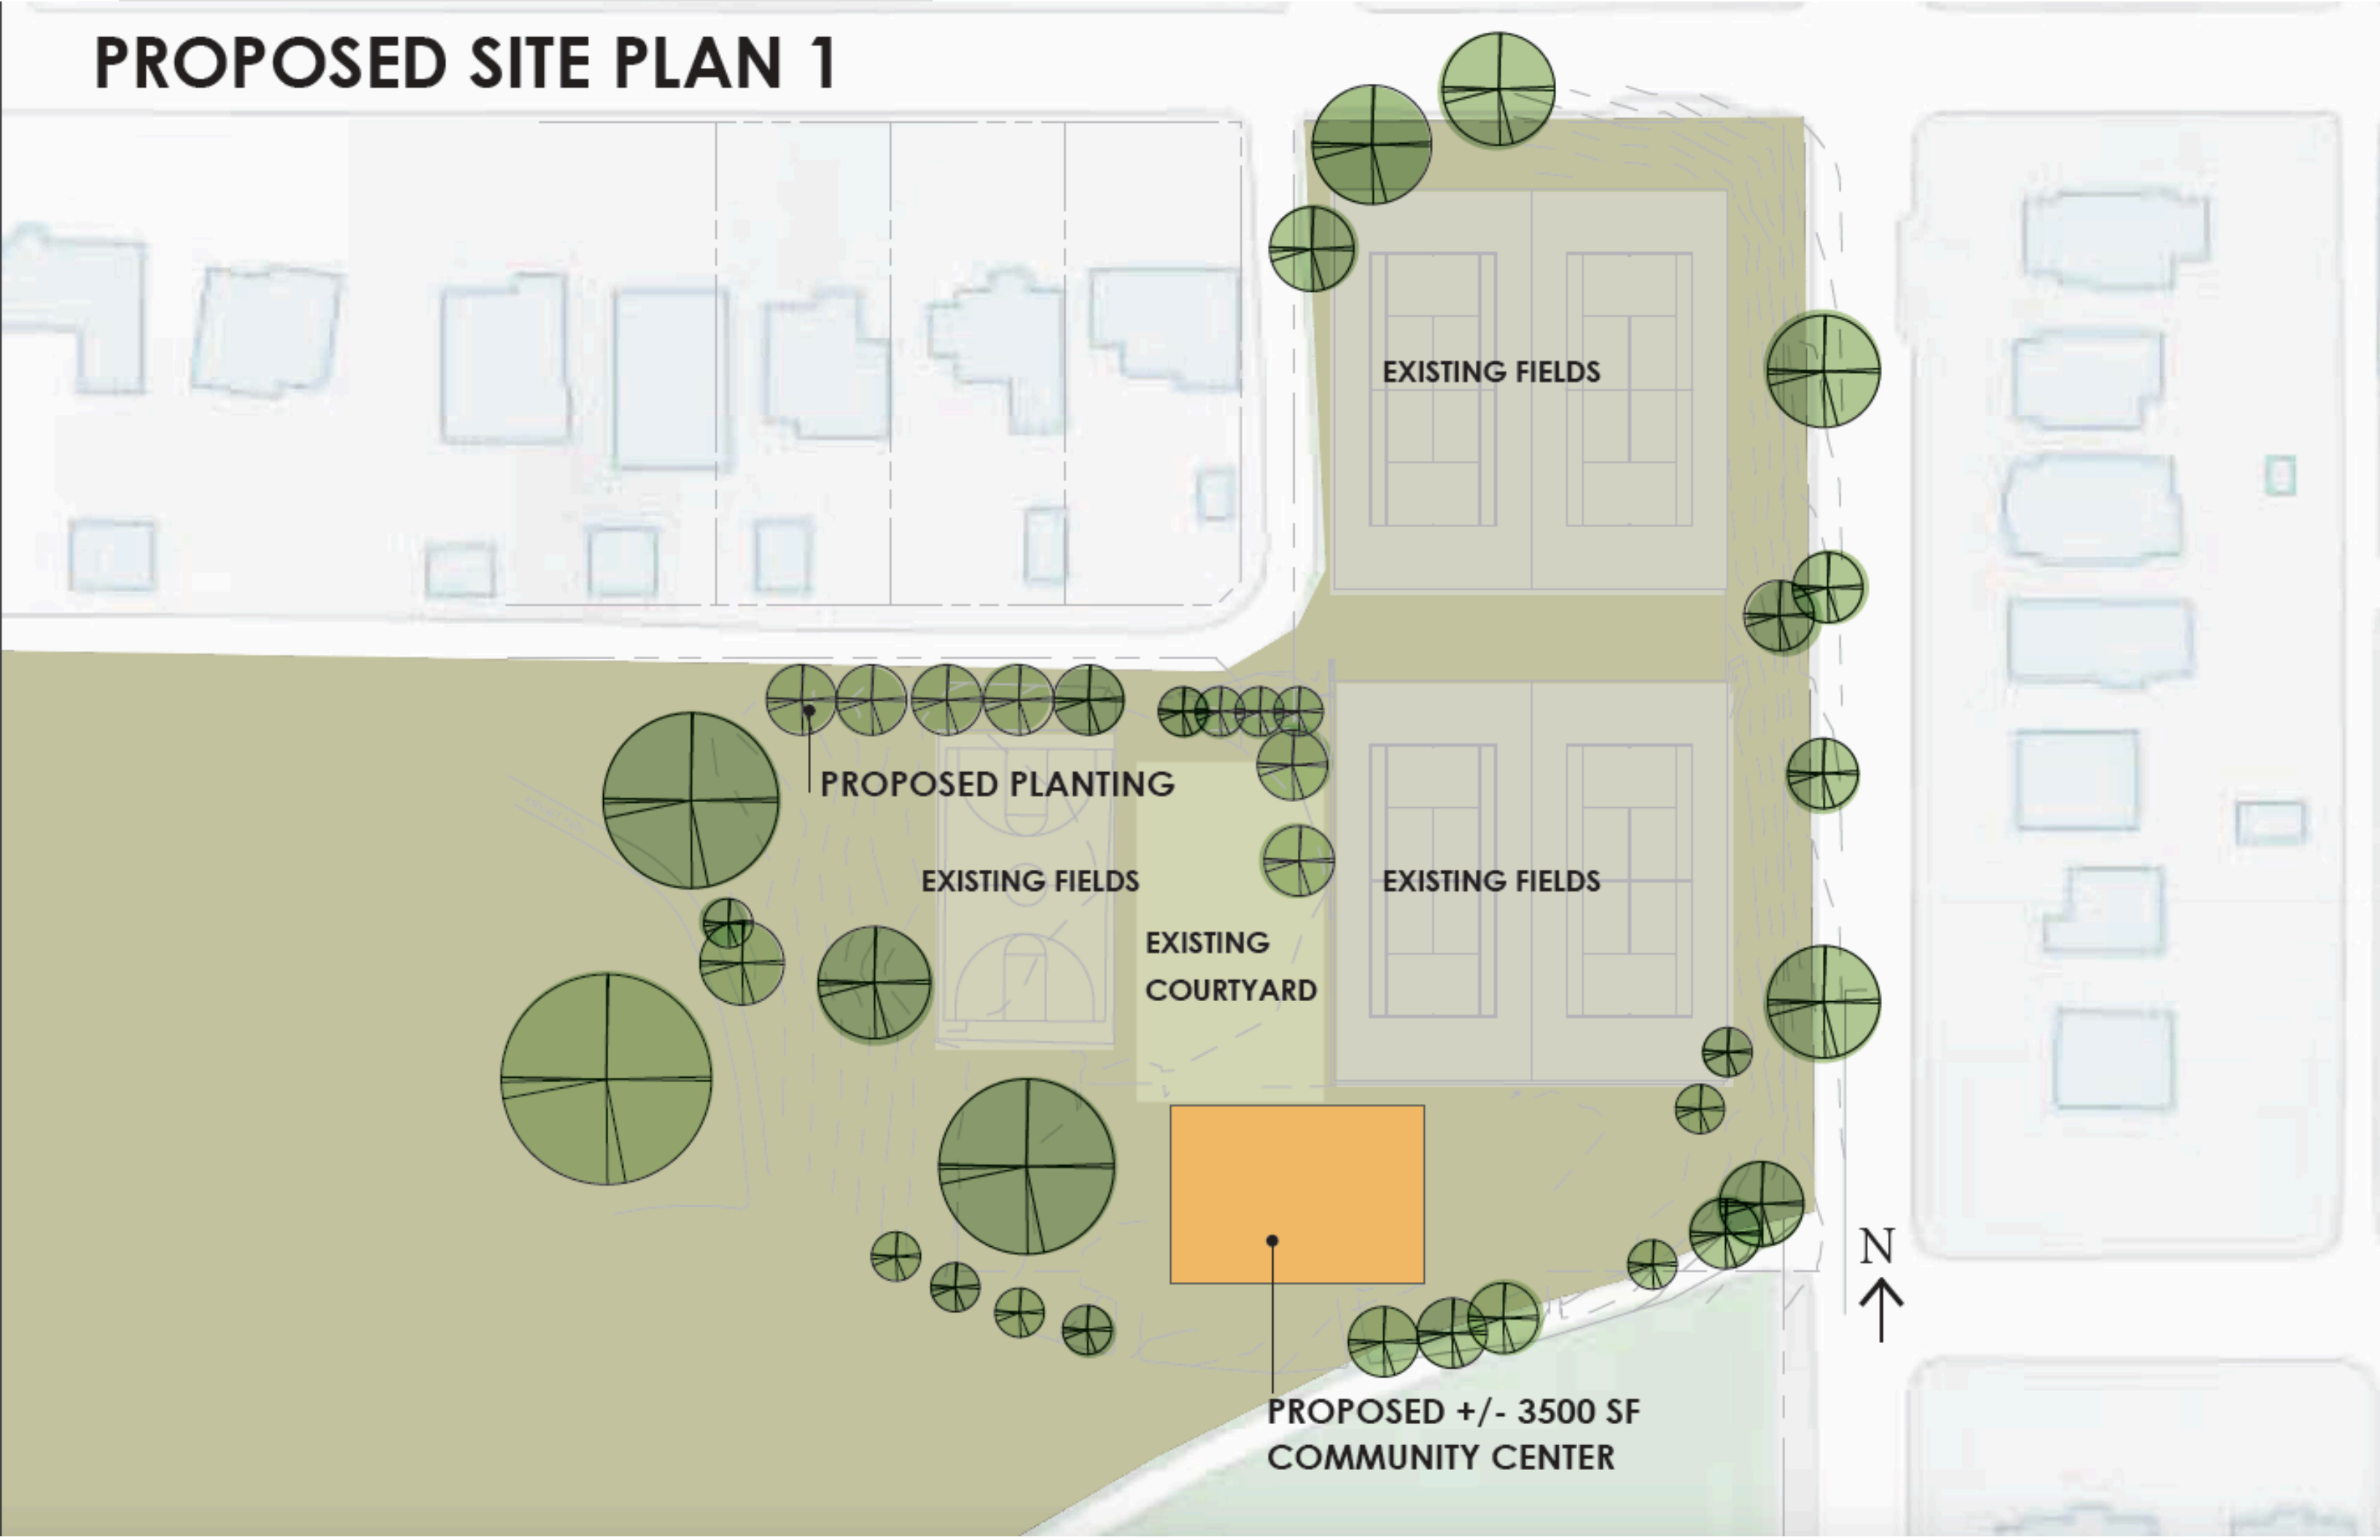 PROPOSED SITE PLAN 1
EXISTING FIELDS
PROPOSED PLANTING
EXISTING FIELDS
EXISTING FIELDS
EXISTING
COURTYARD
N
PROPOSED +/- 3500 SF
COMMUNITY CENTER